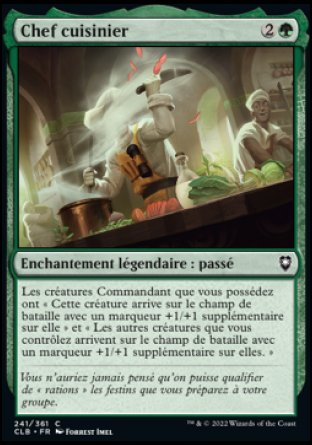 Chef cuisinier 2
Enchantement légendaire : passé
Les créatures Commandant que vous possédez
ont « Cette créature arrive sur le champ de
bataille avec un marqueur +1/+1 supplémentaire
sur elle » et « Les autres créatures que vous
contrôlez arrivent sur le champ de bataille avec
un marqueur +1/+1 supplémentaire sur elles. »
Vous n'auriez jamais pensé qu'on puisse qualifier
de « rations » les festins que vous préparez à votre
groupe.
241/361 C
CLB • FR Forrest Imel
™ & © 2022 Wizards of the Coast